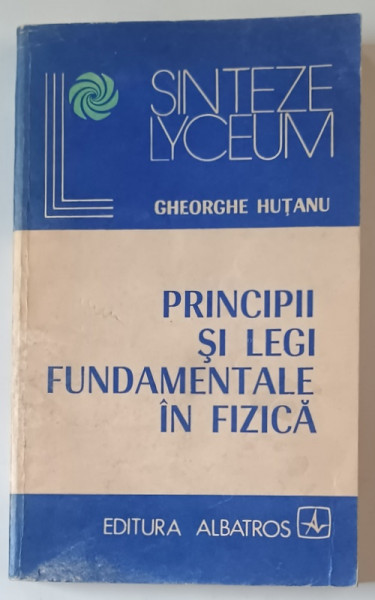 SINTEZE
LYCEUM
GHEORGHE HUȚANU
PRINCIPII
ȘI LEGI
FUNDAMENTALE
ÎN FIZICĂ
EDITURA ALBATROS